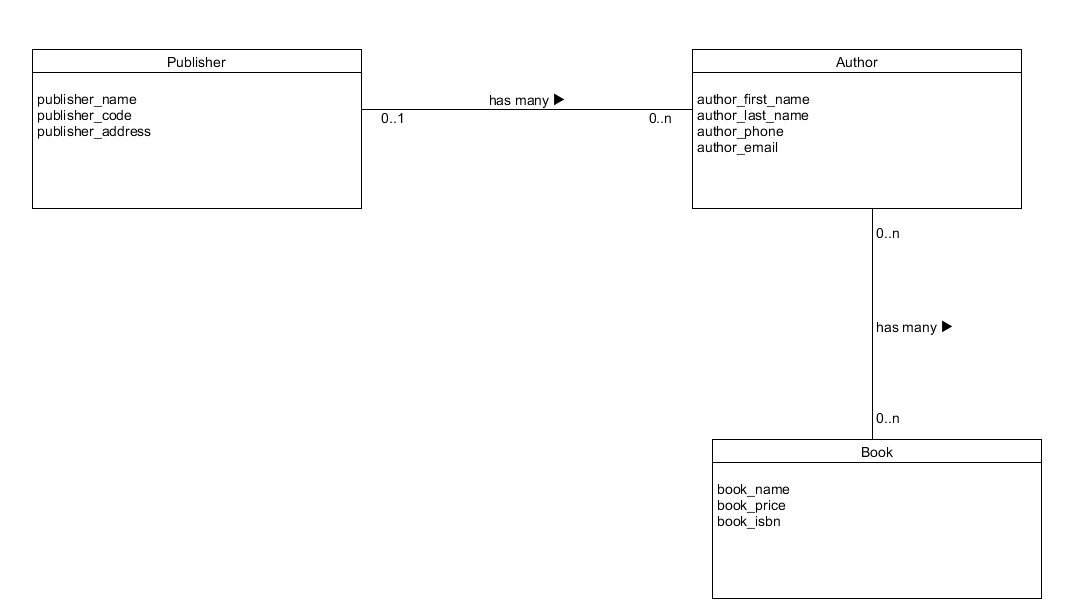 Publisher
publisher_name
publisher_code
publisher_address
has many ▶
0..1
0..n
Author
author_first_name
author_last_name
author_phone
author_email
0..n
has many ▶
0..n
Book
book_name
book_price
book_isbn